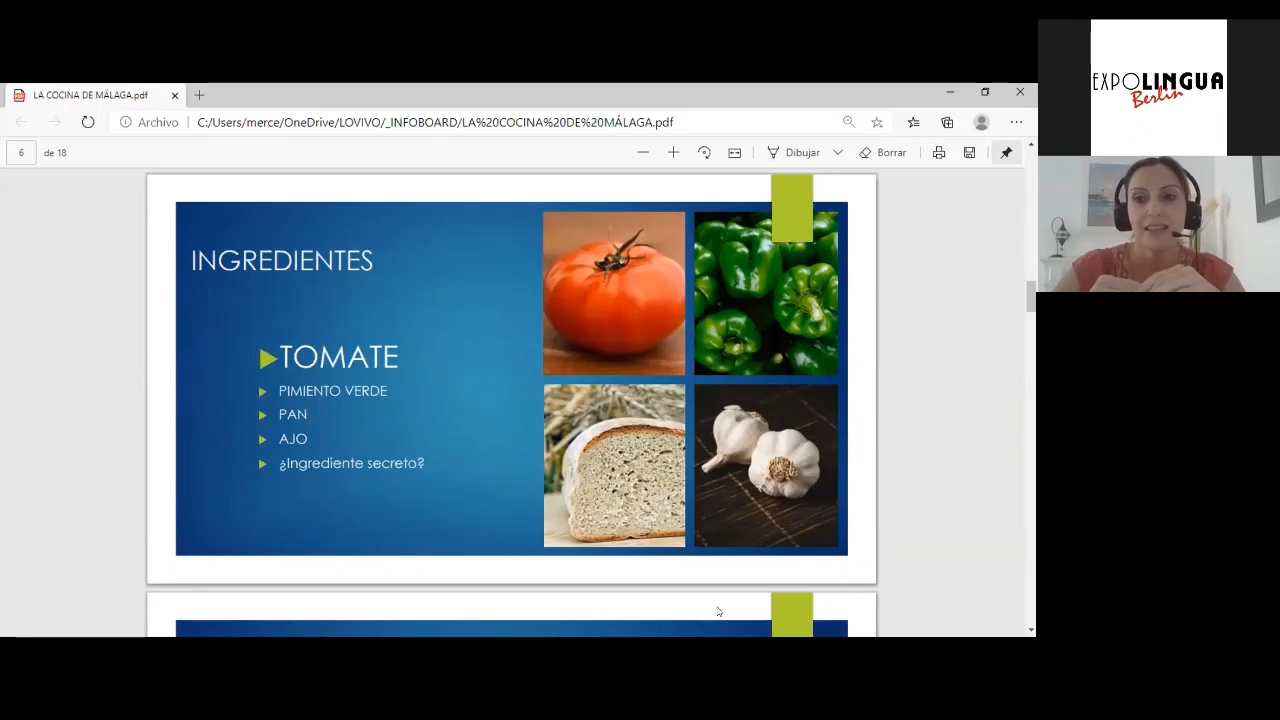 LA COCINA DE MÁLAGA.pdf
Archivo
C:/Users/merce/OneDrive/LOVIVO/_INFOBOARD/LA%20COCINA%20DE%20MÁLAGA.pdf
6 de 18
Dibujar
Borrar
INGREDIENTES
TOMATE
PIMIENTO VERDE
PAN
AJO
¿Ingrediente secreto?
EXPOLINGUA
Berlin